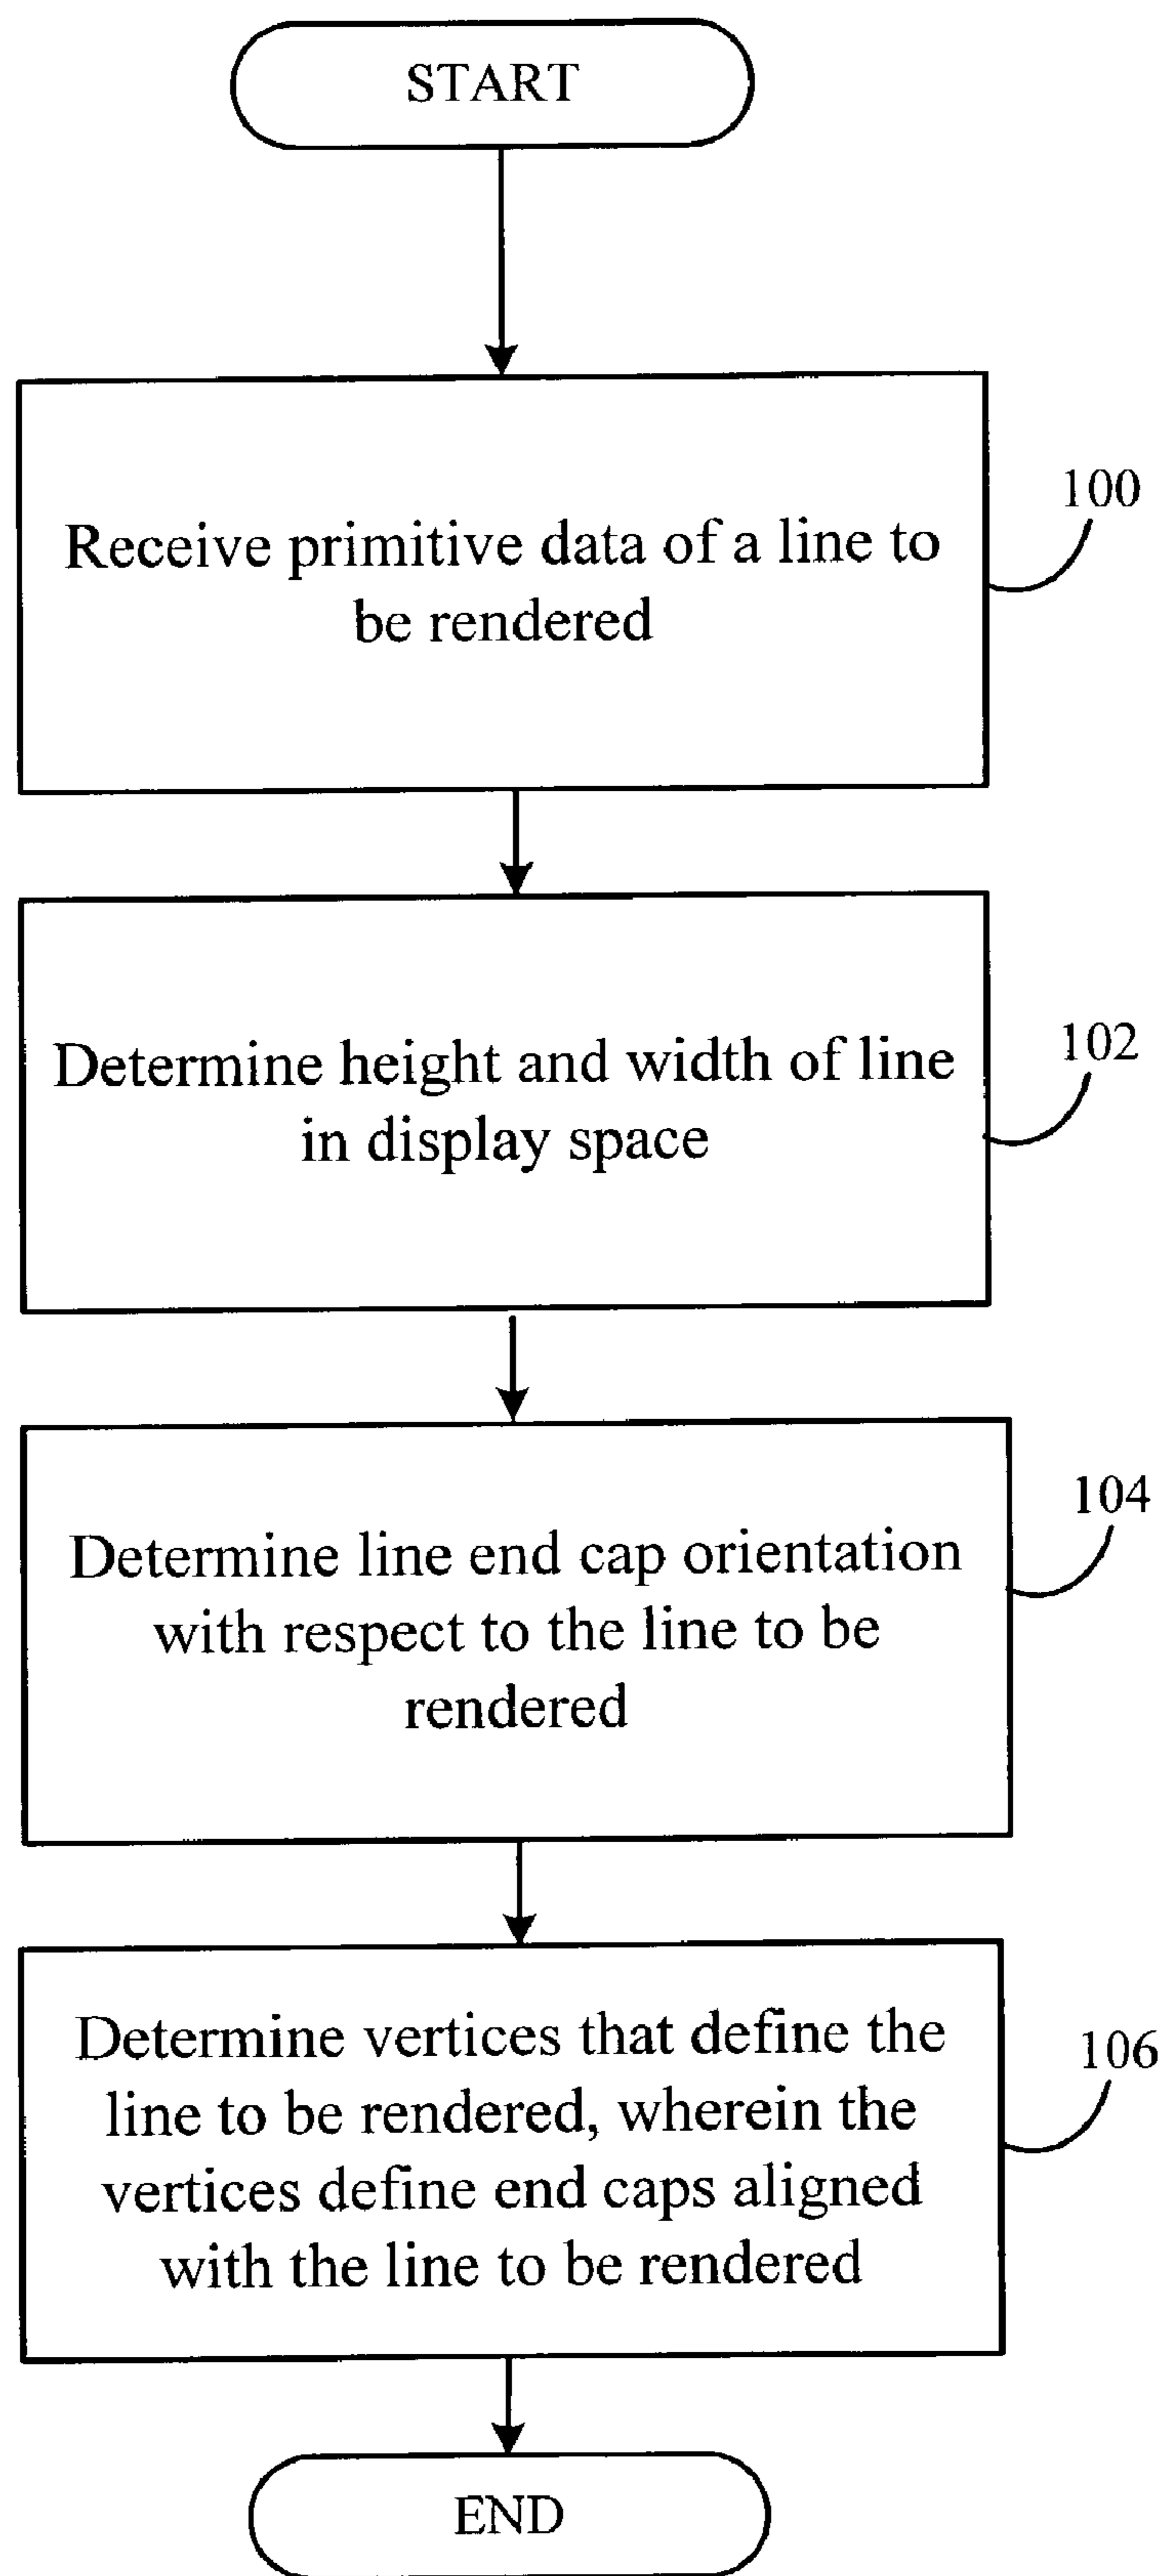 START
Receive primitive data of a line to
be rendered
100
Determine height and width of line
in display space
102
Determine line end cap orientation
with respect to the line to be
rendered
104
Determine vertices that define the
line to be rendered, wherein the
vertices define end caps aligned
with the line to be rendered
106
END